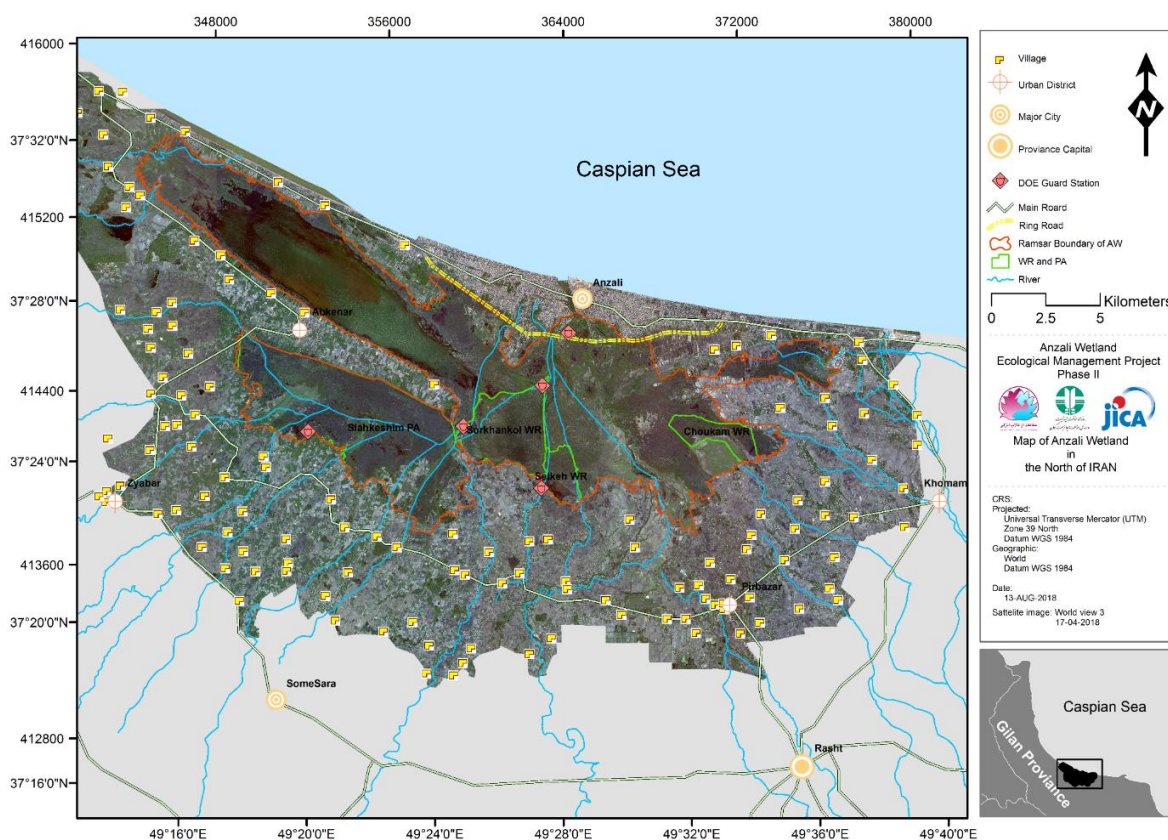 348000
356000
364000
372000
380000
416000
37°32'0"N
415200
37°28'0"N
414400
37°24'0"N
413600
37°20'0"N
412800
37°16'0"N
49°16'0"E
49°20'0"E
49°24'0"E
49°28'0"E
49°32'0"E
49°36'0"E
49°40'0"E
Caspian Sea
Anzali
Abkenar
Siahkeshim PA
Sorkhankol WR
Choukam WR
Selkeh WR
Zyabar
Khomam
Pirbazar
SomeSara
Rasht
Village
Urban District
Major City
Proviance Capital
DOE Guard Station
Main Roard
Ring Road
Ramsar Boundary of AW
WR and PA
River
N
Kilometers
0 2.5 5
Anzali Wetland
Ecological Management Project
Phase II
jICA
Map of Anzali Wetland
in
the North of IRAN
CRS:
Projected:
Universal Transverse Mercator (UTM)
Zone 39 North
Datum WGS 1984
Geographic:
World
Datum WGS 1984
Date:
13-AUG-2018
Sattelite image: World view 3
17-04-2018
Caspian Sea
Gilan Proviance